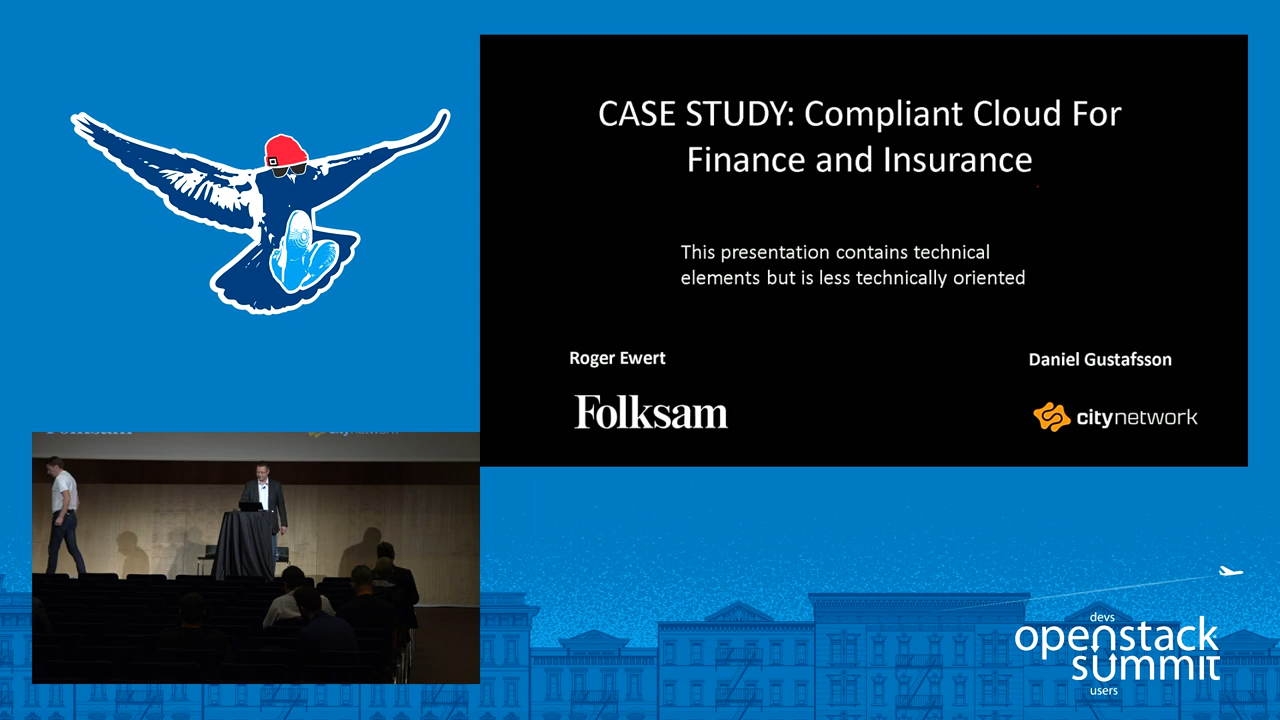 CASE STUDY: Compliant Cloud For
Finance and Insurance
This presentation contains technical
elements but is less technically oriented
Roger Ewert
Daniel Gustafsson
Folksam
citynetwork
devs
openstack
summit
users